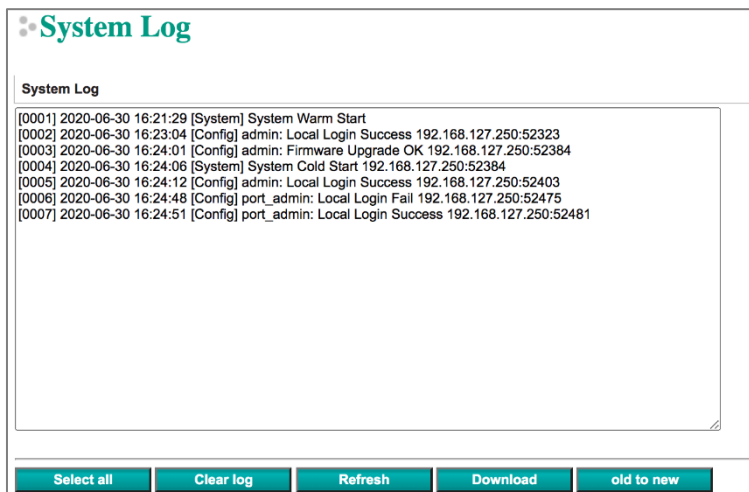 System Log
System Log
[0001] 2020-06-30 16:21:29 [System] System Warm Start
[0002] 2020-06-30 16:23:04 [Config] admin: Local Login Success 192.168.127.250:52323
[0003] 2020-06-30 16:24:01 [Config] admin: Firmware Upgrade OK 192.168.127.250:52384
[0004] 2020-06-30 16:24:06 [System] System Cold Start 192.168.127.250:52384
[0005] 2020-06-30 16:24:12 [Config] admin: Local Login Success 192.168.127.250:52403
[0006] 2020-06-30 16:24:48 [Config] port_admin: Local Login Fail 192.168.127.250:52475
[0007] 2020-06-30 16:24:51 [Config] port_admin: Local Login Success 192.168.127.250:52481
Select all Clear log Refresh Download old to new